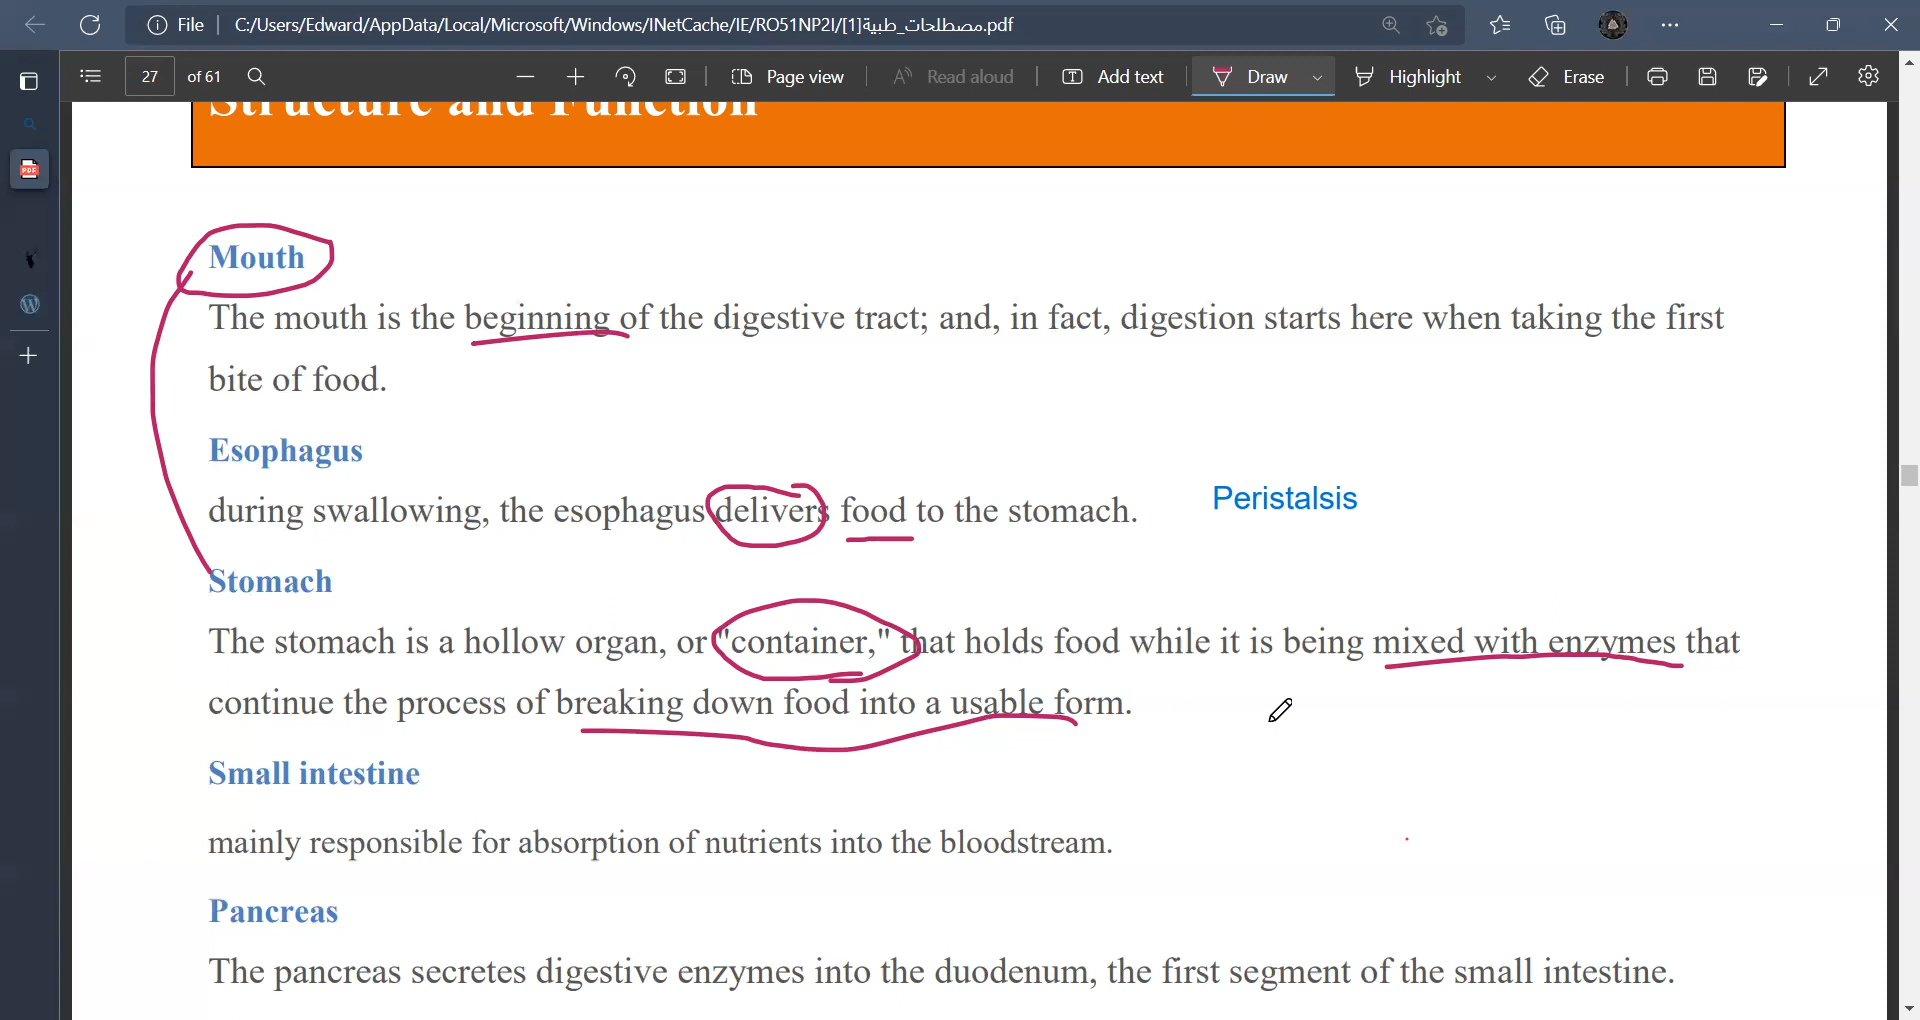 File
C:/Users/Edward/AppData/Local/Microsoft/Windows/INetCache/IE/RO51NP2I/[1]مصطلحات_طبية.pdf
27 of 61
Page view
Read aloud
Add text
Draw
Highlight
Erase
Structure and Function
Mouth
The mouth is the beginning of the digestive tract; and, in fact, digestion starts here when taking the first
bite of food.
Esophagus
during swallowing, the esophagus delivers food to the stomach.
Peristalsis
Stomach
The stomach is a hollow organ, or "container," that holds food while it is being mixed with enzymes that
continue the process of breaking down food into a usable form.
Small intestine
mainly responsible for absorption of nutrients into the bloodstream.
Pancreas
The pancreas secretes digestive enzymes into the duodenum, the first segment of the small intestine.